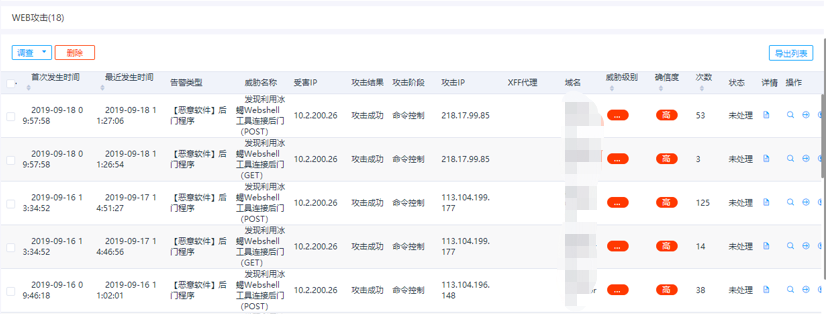 WEB攻击(18)
调查 删除 导出列表
首次发生时间 最近发生时间 告警类型 威胁名称 受害IP 攻击结果 攻击阶段 攻击IP XFF代理 域名 威胁级别 确信度 次数 状态 详情 操作
2019-09-18 0 2019-09-18 1 【恶意软件】后 发现利用冰
9:57:58 1:27:06 门程序 蝎Webshell 10.2.200.26 攻击成功 命令控制 218.17.99.85 ... 高 53 未处理
工具连接后门
(POST)
2019-09-18 0 2019-09-18 1 【恶意软件】后 发现利用冰
9:57:58 1:26:54 门程序 蝎Webshell 10.2.200.26 攻击成功 命令控制 218.17.99.85 ... 高 3 未处理
工具连接后门
(GET)
2019-09-16 1 2019-09-17 1 【恶意软件】后 发现利用冰
3:34:52 4:51:27 门程序 蝎Webshell 10.2.200.26 攻击成功 命令控制 113.104.199. ... 高 125 未处理
工具连接后门 177
(POST)
2019-09-16 1 2019-09-17 1 【恶意软件】后 发现利用冰
3:34:52 4:46:56 门程序 蝎Webshell 10.2.200.26 攻击成功 命令控制 113.104.199. ... 高 14 未处理
工具连接后门 177
(GET)
2019-09-16 0 2019-09-16 1 【恶意软件】后 发现利用冰
9:46:18 1:02:01 门程序 蝎Webshell 10.2.200.26 攻击成功 命令控制 113.104.196. ... 高 38 未处理
工具连接后门 148
(POST)